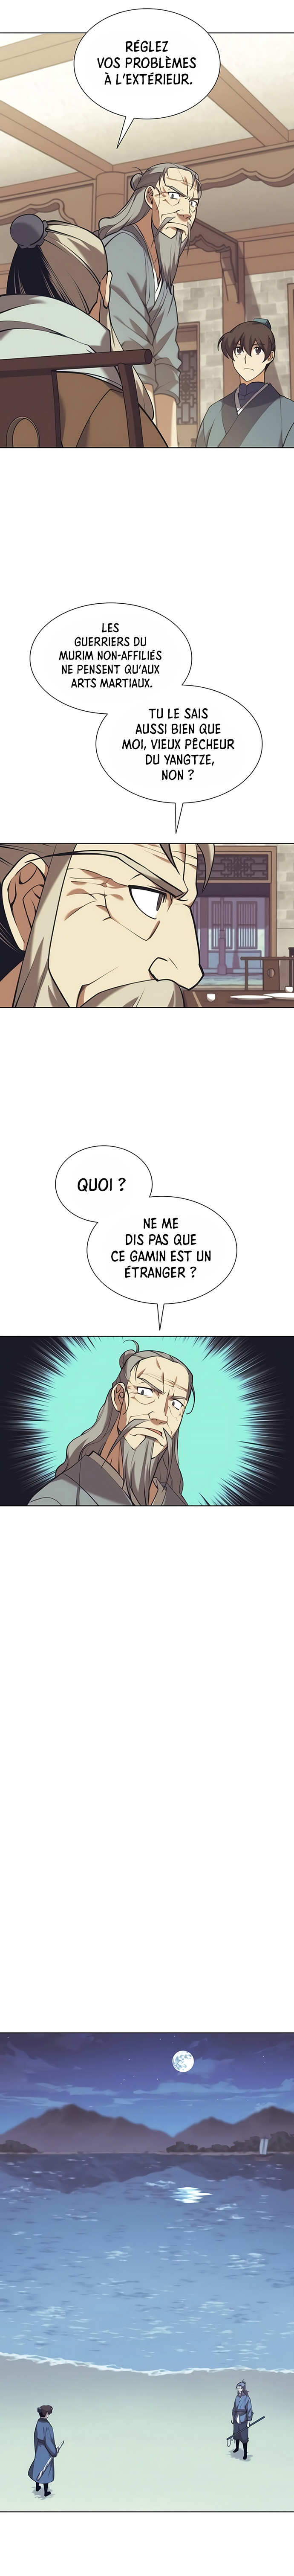 RÉGLEZ
VOS PROBLÈMES
À L'EXTÉRIEUR.
LES
GUERRIERS DU
MURIM NON-AFFILIÉS
NE PENSENT QU'AUX
ARTS MARTIAUX.
TU LE SAIS
AUSSI BIEN QUE
MOI, VIEUX PÊCHEUR
DU YANGTZE,
NON ?
QUOI ?
NE ME
DIS PAS QUE
CE GAMIN EST UN
ÉTRANGER ?